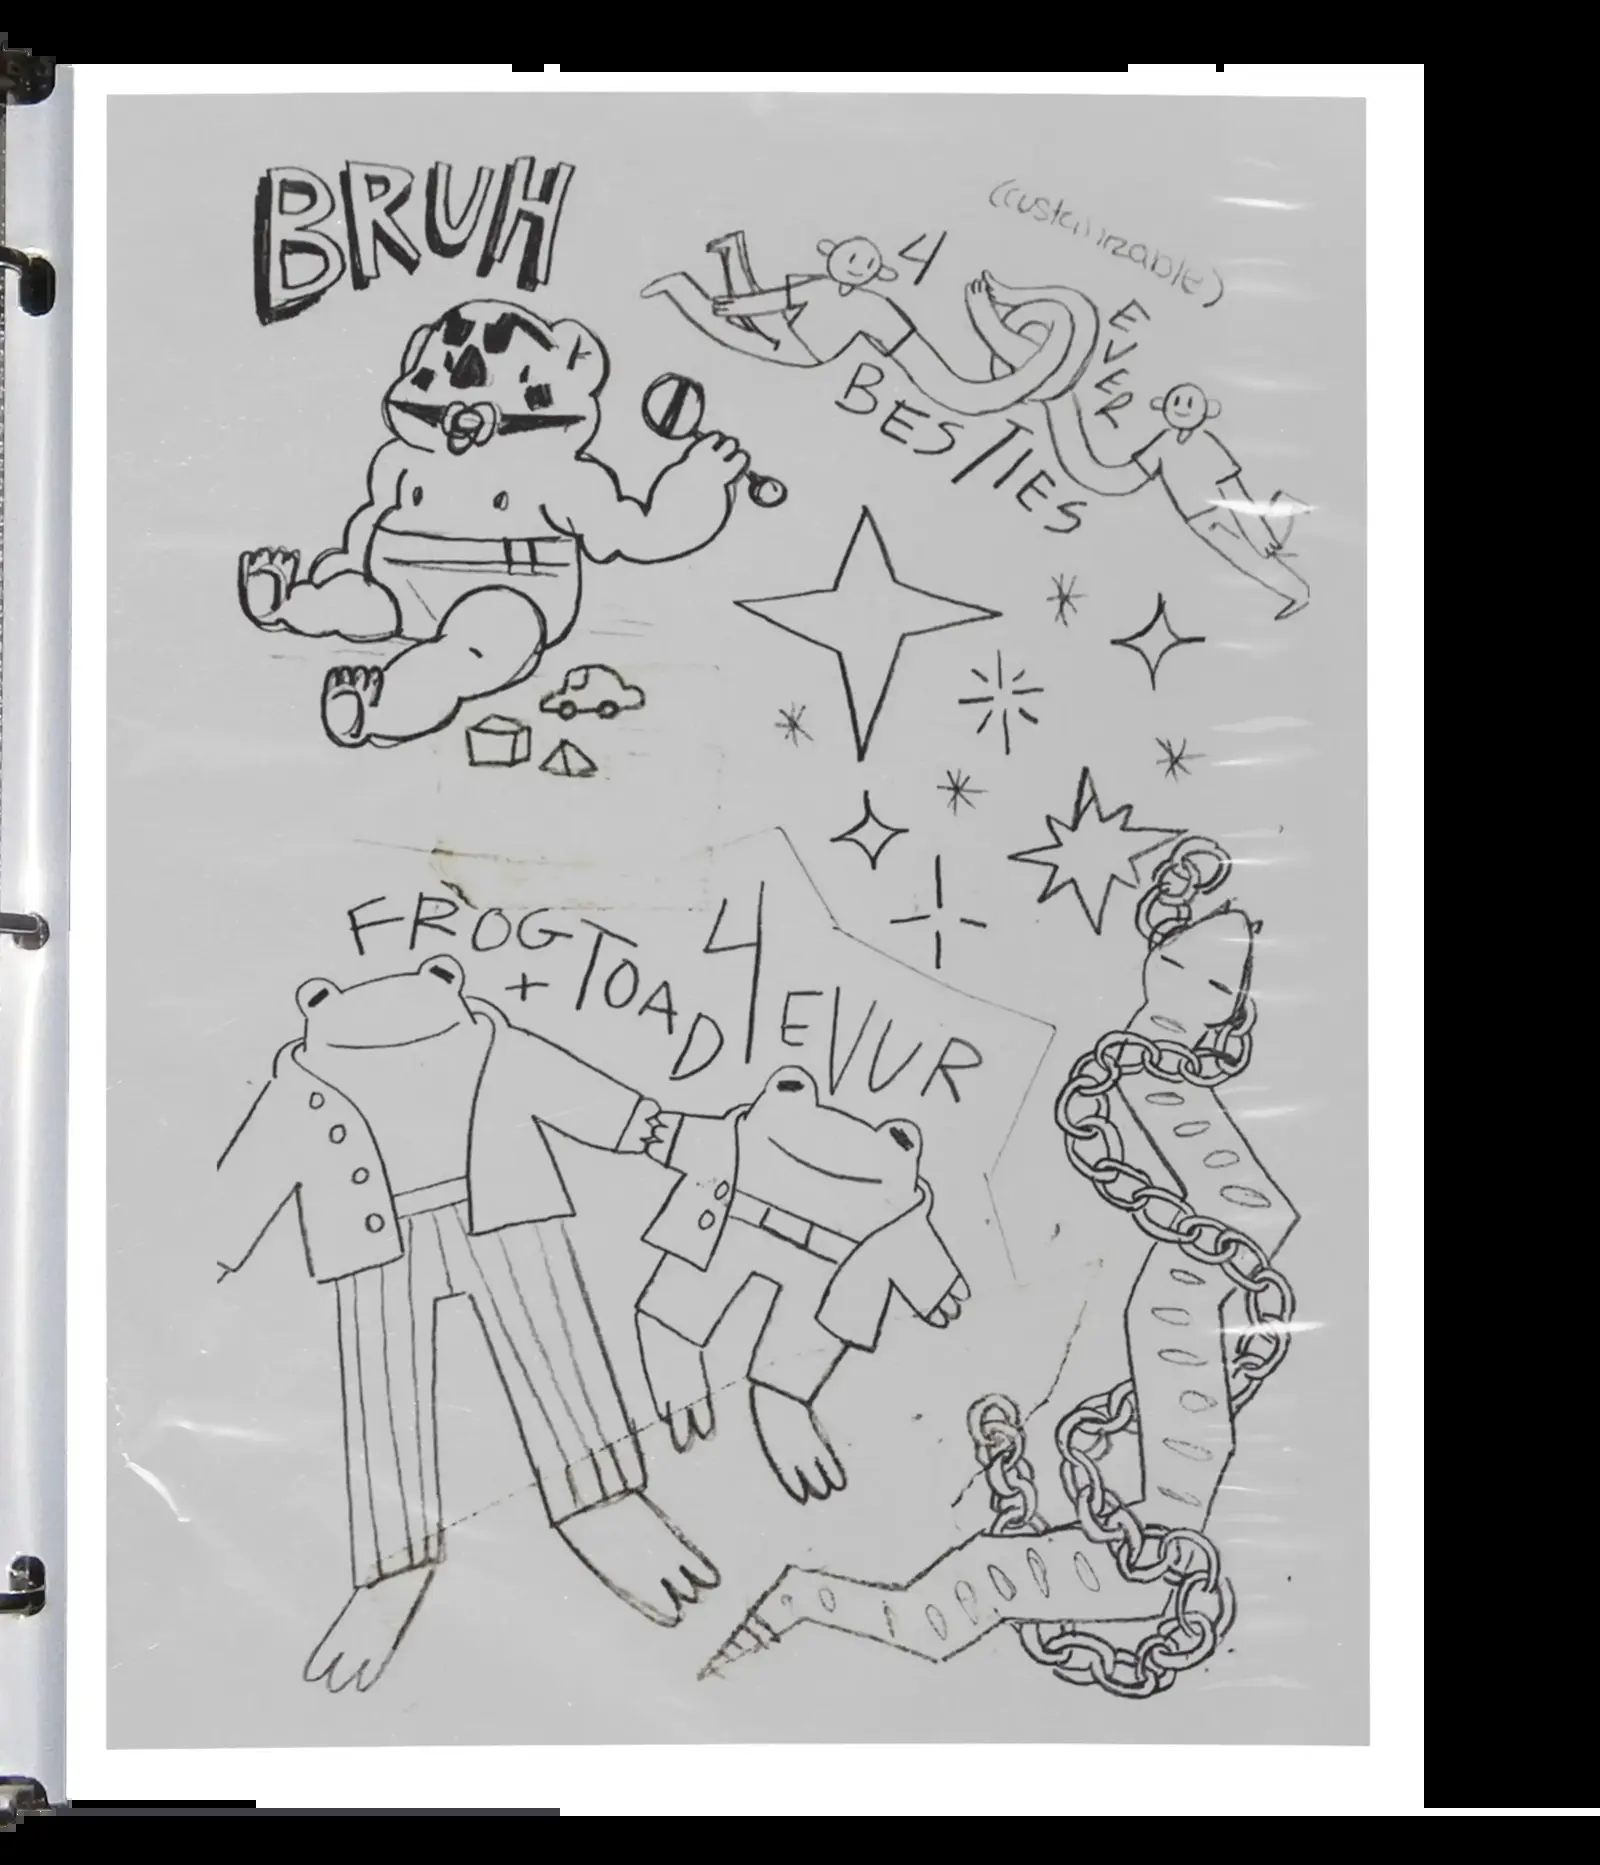 BRUH
(customizable)
4
EVER
BESTIES
FROG
+ TOAD
4
EVUR